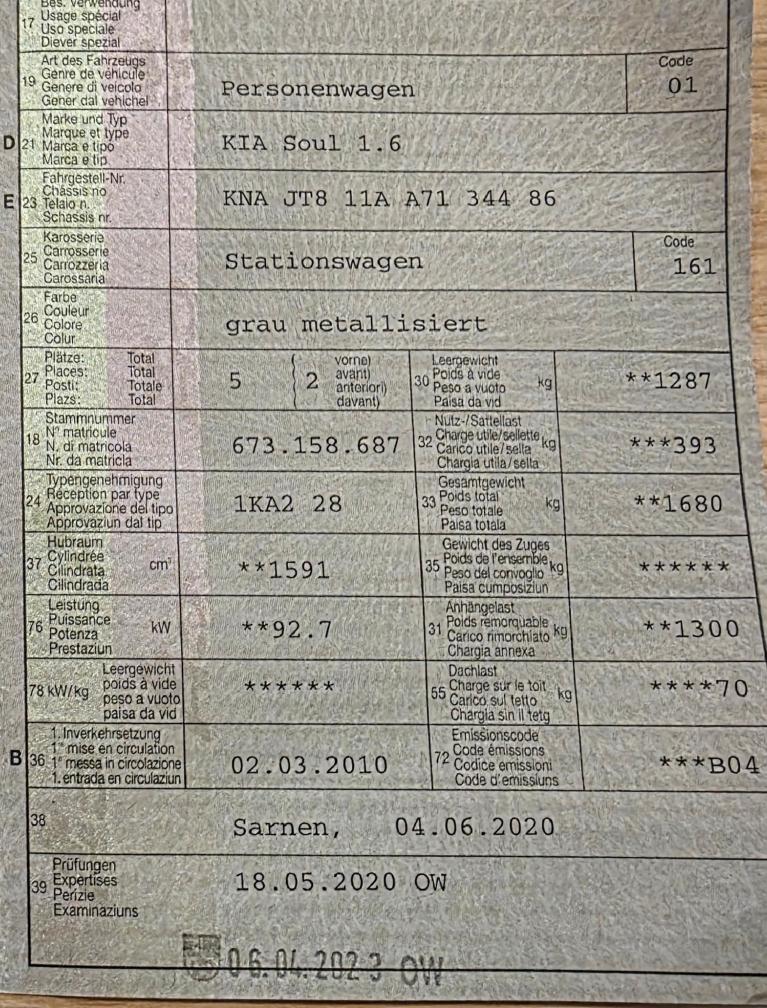 Bes. Verwendung
17 Usage spécial
Uso speciale
Diever spezial
Art des Fahrzeugs
19 Genre de véhicule
Genere di veicolo
Gener dal vehichel
Personenwagen
Code
01
Marke und Typ
D 21 Marque et type
Marca e tipo
Marca e tip
KIA Soul 1.6
Fahrgestell-Nr.
Châssis no
E 23 Telaio n.
Schassis nr.
KNA JT8 11A A71 344 86
Karosserie
25 Carrosserie
Carrozzeria
Carossaria
Stationswagen
Code
161
Farbe
26 Couleur
Colore
Colur
grau metallisiert
Plätze: Total
27 Places: Total
Posti: Totale
Plazs: Total
5 ( 2 vorne)
avant)
anteriori)
davant)
Leergewicht
30 Poids à vide kg
Peso a vuoto
Paisa da vid
**1287
Stammnummer
18 N° matricule
N. di matricola
Nr. da matricla
673.158.687
Nutz-/Sattellast
32 Charge utile/sellette kg
Carico utile/sella
Chargia utila/sella
***393
Typengenehmigung
24 Réception par type
Approvazione del tipo
Approvaziun dal tip
1KA2 28
Gesamtgewicht
33 Poids total kg
Peso totale
Paisa totala
**1680
Hubraum
37 Cylindrée cm³
Cilindrata
Cilindrada
**1591
Gewicht des Zuges
35 Poids de l'ensemble kg
Peso del convoglio
Paisa cumposiziun
******
Leistung
76 Puissance kW
Potenza
Prestaziun
**92.7
Anhängelast
31 Poids remorquable kg
Carico rimorchiato
Chargia annexa
**1300
Leergewicht
78 kW/kg poids à vide
peso a vuoto
paisa da vid
******
Dachlast
55 Charge sur le toit kg
Carico sul tetto
Chargia sin il tetg
****70
1. Inverkehrsetzung
B 36 1re mise en circulation
1a messa in circolazione
1. entrada en circulaziun
02.03.2010
Emissionscode
72 Code émissions
Codice emissioni
Code d'emissiuns
***B04
38
Sarnen, 04.06.2020
Prüfungen
39 Expertises
Perizie
Examinaziuns
18.05.2020 OW
06.04.2023 OW